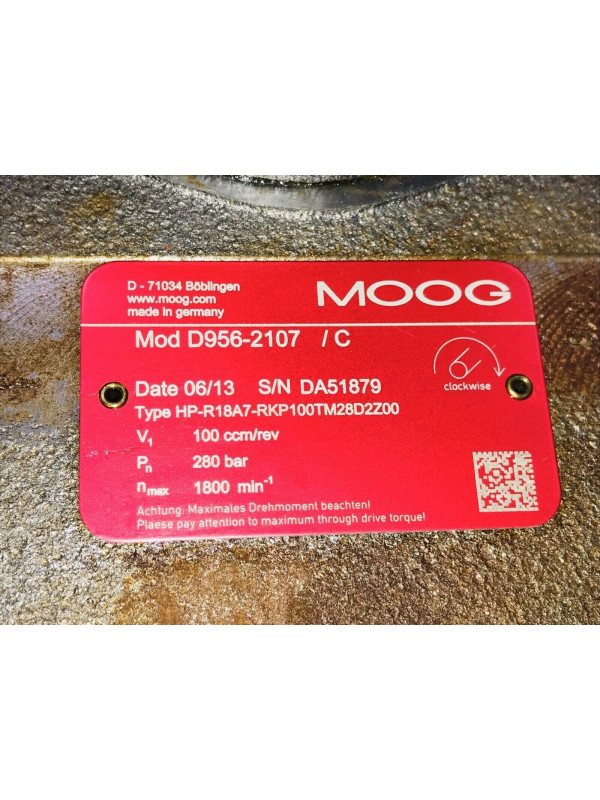 D - 71034 Böblingen
www.moog.com
made in germany
MOOG
Mod D956-2107 / C
clockwise
Date 06/13 S/N DA51879
Type HP-R18A7-RKP100TM28D2Z00
V₁ 100 ccm/rev
Pₙ 280 bar
n max 1800 min⁻¹
Achtung: Maximales Drehmoment beachten!
Plaese pay attention to maximum through drive torque!